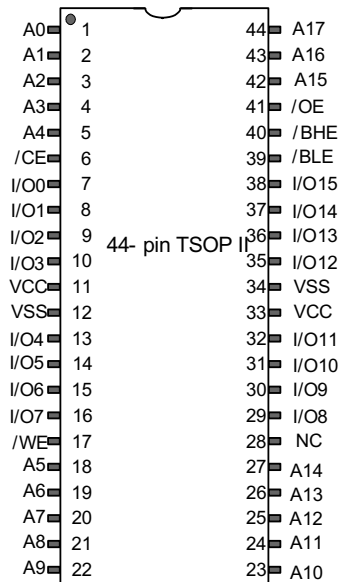 A0 1 44 A17
A1 2 43 A16
A2 3 42 A15
A3 4 41 /OE
A4 5 40 /BHE
/CE 6 39 /BLE
I/O0 7 38 I/O15
I/O1 8 37 I/O14
I/O2 9 44- pin TSOP II 36 I/O13
I/O3 10 35 I/O12
VCC 11 34 VSS
VSS 12 33 VCC
I/O4 13 32 I/O11
I/O5 14 31 I/O10
I/O6 15 30 I/O9
I/O7 16 29 I/O8
/WE 17 28 NC
A5 18 27 A14
A6 19 26 A13
A7 20 25 A12
A8 21 24 A11
A9 22 23 A10